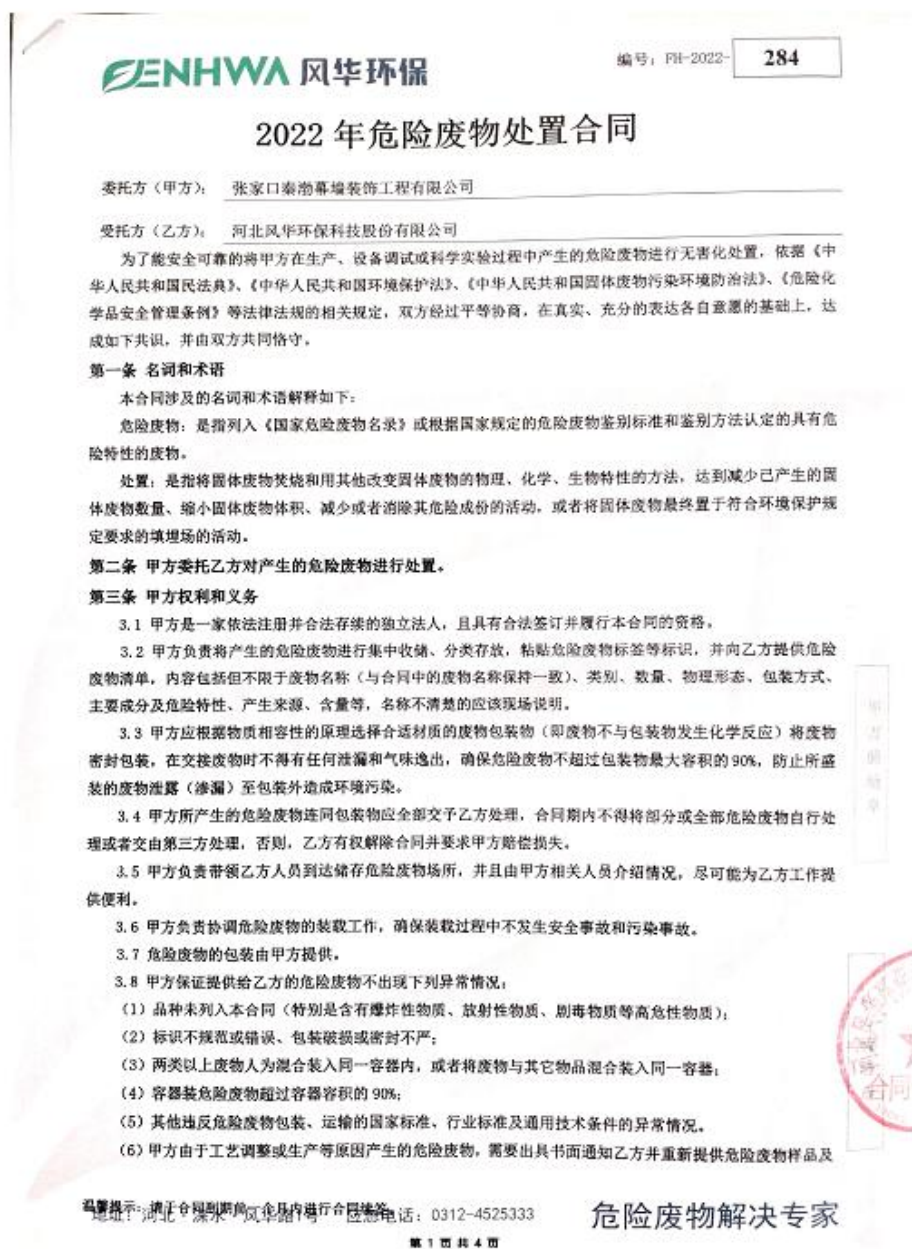 FENHWA 风华环保
编号：FH-2022- 284
2022 年危险废物处置合同
委托方（甲方）： 张家口秦渤幕墙装饰工程有限公司
受托方（乙方）： 河北风华环保科技股份有限公司
为了能安全可靠的将甲方在生产、设备调试或科学实验过程中产生的危险废物进行无害化处置，依据《中
华人民共和国民法典》、《中华人民共和国环境保护法》、《中华人民共和国固体废物污染环境防治法》、《危险化
学品安全管理条例》等法律法规的相关规定，双方经过平等协商，在真实、充分的表达各自意愿的基础上，达
成如下共识，并由双方共同恪守。
第一条 名词和术语
本合同涉及的名词和术语解释如下：
危险废物：是指列入《国家危险废物名录》或根据国家规定的危险废物鉴别标准和鉴别方法认定的具有危
险特性的废物。
处置：是指将固体废物焚烧和用其他改变固体废物的物理、化学、生物特性的方法，达到减少已产生的固
体废物数量、缩小固体废物体积、减少或者消除其危险成份的活动，或者将固体废物最终置于符合环境保护规
定要求的填埋场的活动。
第二条 甲方委托乙方对产生的危险废物进行处置。
第三条 甲方权利和义务
3.1 甲方是一家依法注册并合法存续的独立法人，且具有合法签订并履行本合同的资格。
3.2 甲方负责将产生的危险废物进行集中收储、分类存放，粘贴危险废物标签等标识，并向乙方提供危险
废物清单，内容包括但不限于废物名称（与合同中的废物名称保持一致）、类别、数量、物理形态、包装方式、
主要成分及危险特性、产生来源、含量等，名称不清楚的应该现场说明。
3.3 甲方应根据物质相容性的原理选择合适材质的废物包装物（即废物不与包装物发生化学反应）将废物
密封包装，在交接废物时不得有任何泄漏和气味逸出，确保危险废物不超过包装物最大容积的90%，防止所盛
装的废物泄露（渗漏）至包装外造成环境污染。
3.4 甲方所产生的危险废物连同包装物应全部交予乙方处理，合同期内不得将部分或全部危险废物自行处
理或者交由第三方处理，否则，乙方有权解除合同并要求甲方赔偿损失。
3.5 甲方负责带领乙方人员到达储存危险废物场所，并且由甲方相关人员介绍情况，尽可能为乙方工作提
供便利。
3.6 甲方负责协调危险废物的装载工作，确保装载过程中不发生安全事故和污染事故。
3.7 危险废物的包装由甲方提供。
3.8 甲方保证提供给乙方的危险废物不出现下列异常情况：
（1）品种未列入本合同（特别是含有爆炸性物质、放射性物质、剧毒物质等高危性物质）；
（2）标识不规范或错误、包装破损或密封不严；
（3）两类以上废物人为混合装入同一容器内，或者将废物与其它物品混合装入同一容器；
（4）容器装危险废物超过容器容积的 90%；
（5）其他违反危险废物包装、运输的国家标准、行业标准及通用技术条件的异常情况。
（6）甲方由于工艺调整或生产等原因产生的危险废物，需要出具书面通知乙方并重新提供危险废物样品及
合同
温馨提示：请于合同到期前一个月内进行合同续签。
地址：河北·涞水·风华路1号 应急电话：0312-4525333
危险废物解决专家
第 1 页 共 4 页